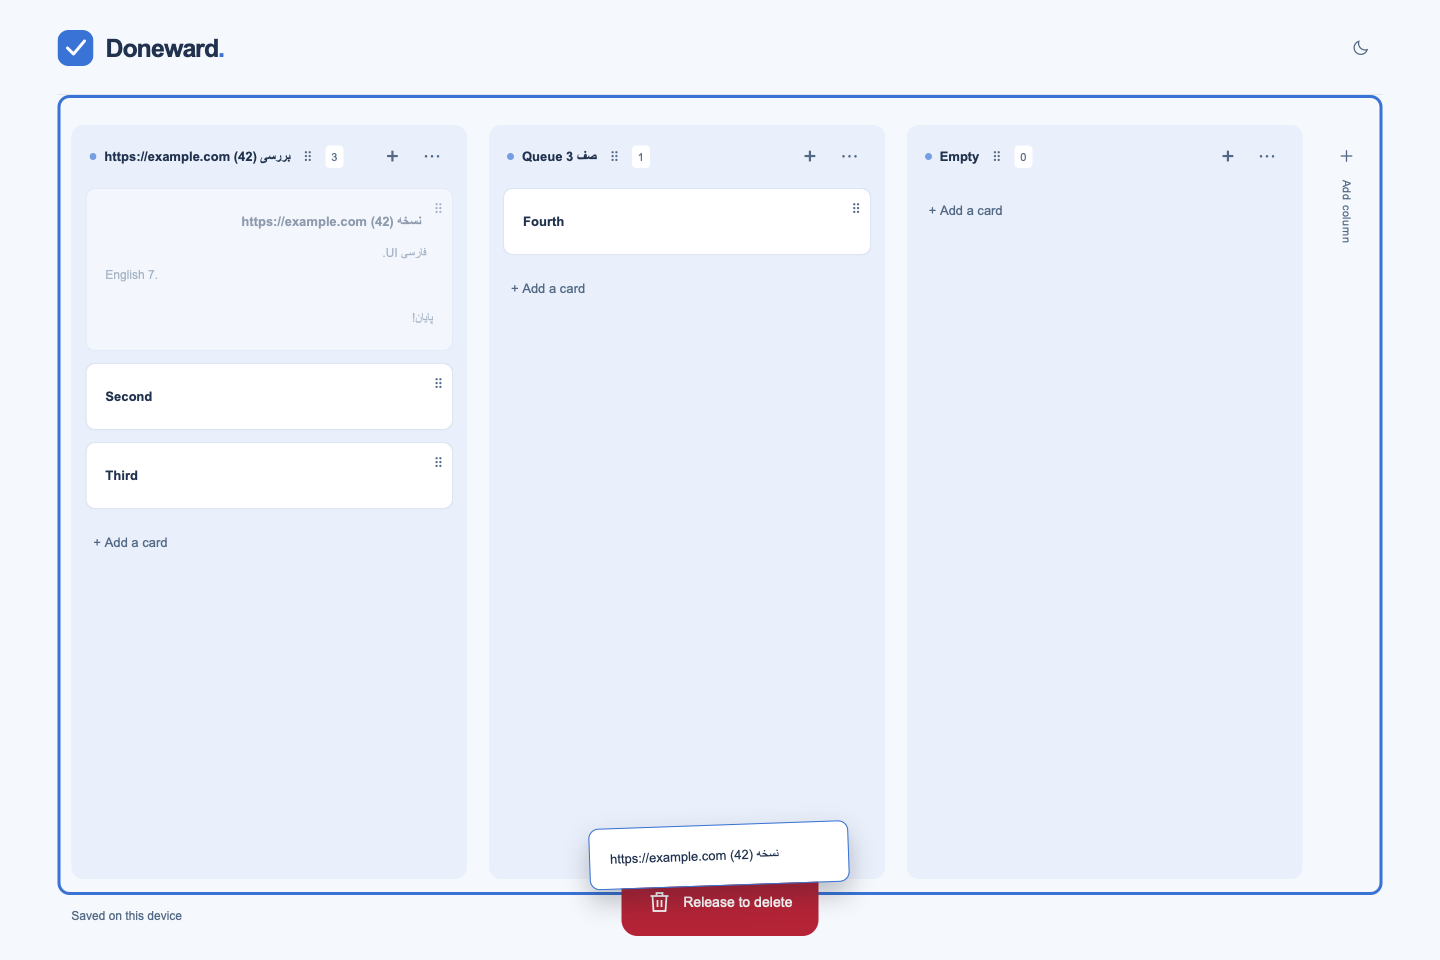 Doneward.
بررسی (42) https://example.com
3
نسخه (42) https://example.com
فارسی UI.
English 7.
پایان!
Second
Third
+ Add a card
Queue 3 صف
1
Fourth
+ Add a card
Empty
0
+ Add a card
Add column
نسخه (42) https://example.com
Release to delete
Saved on this device